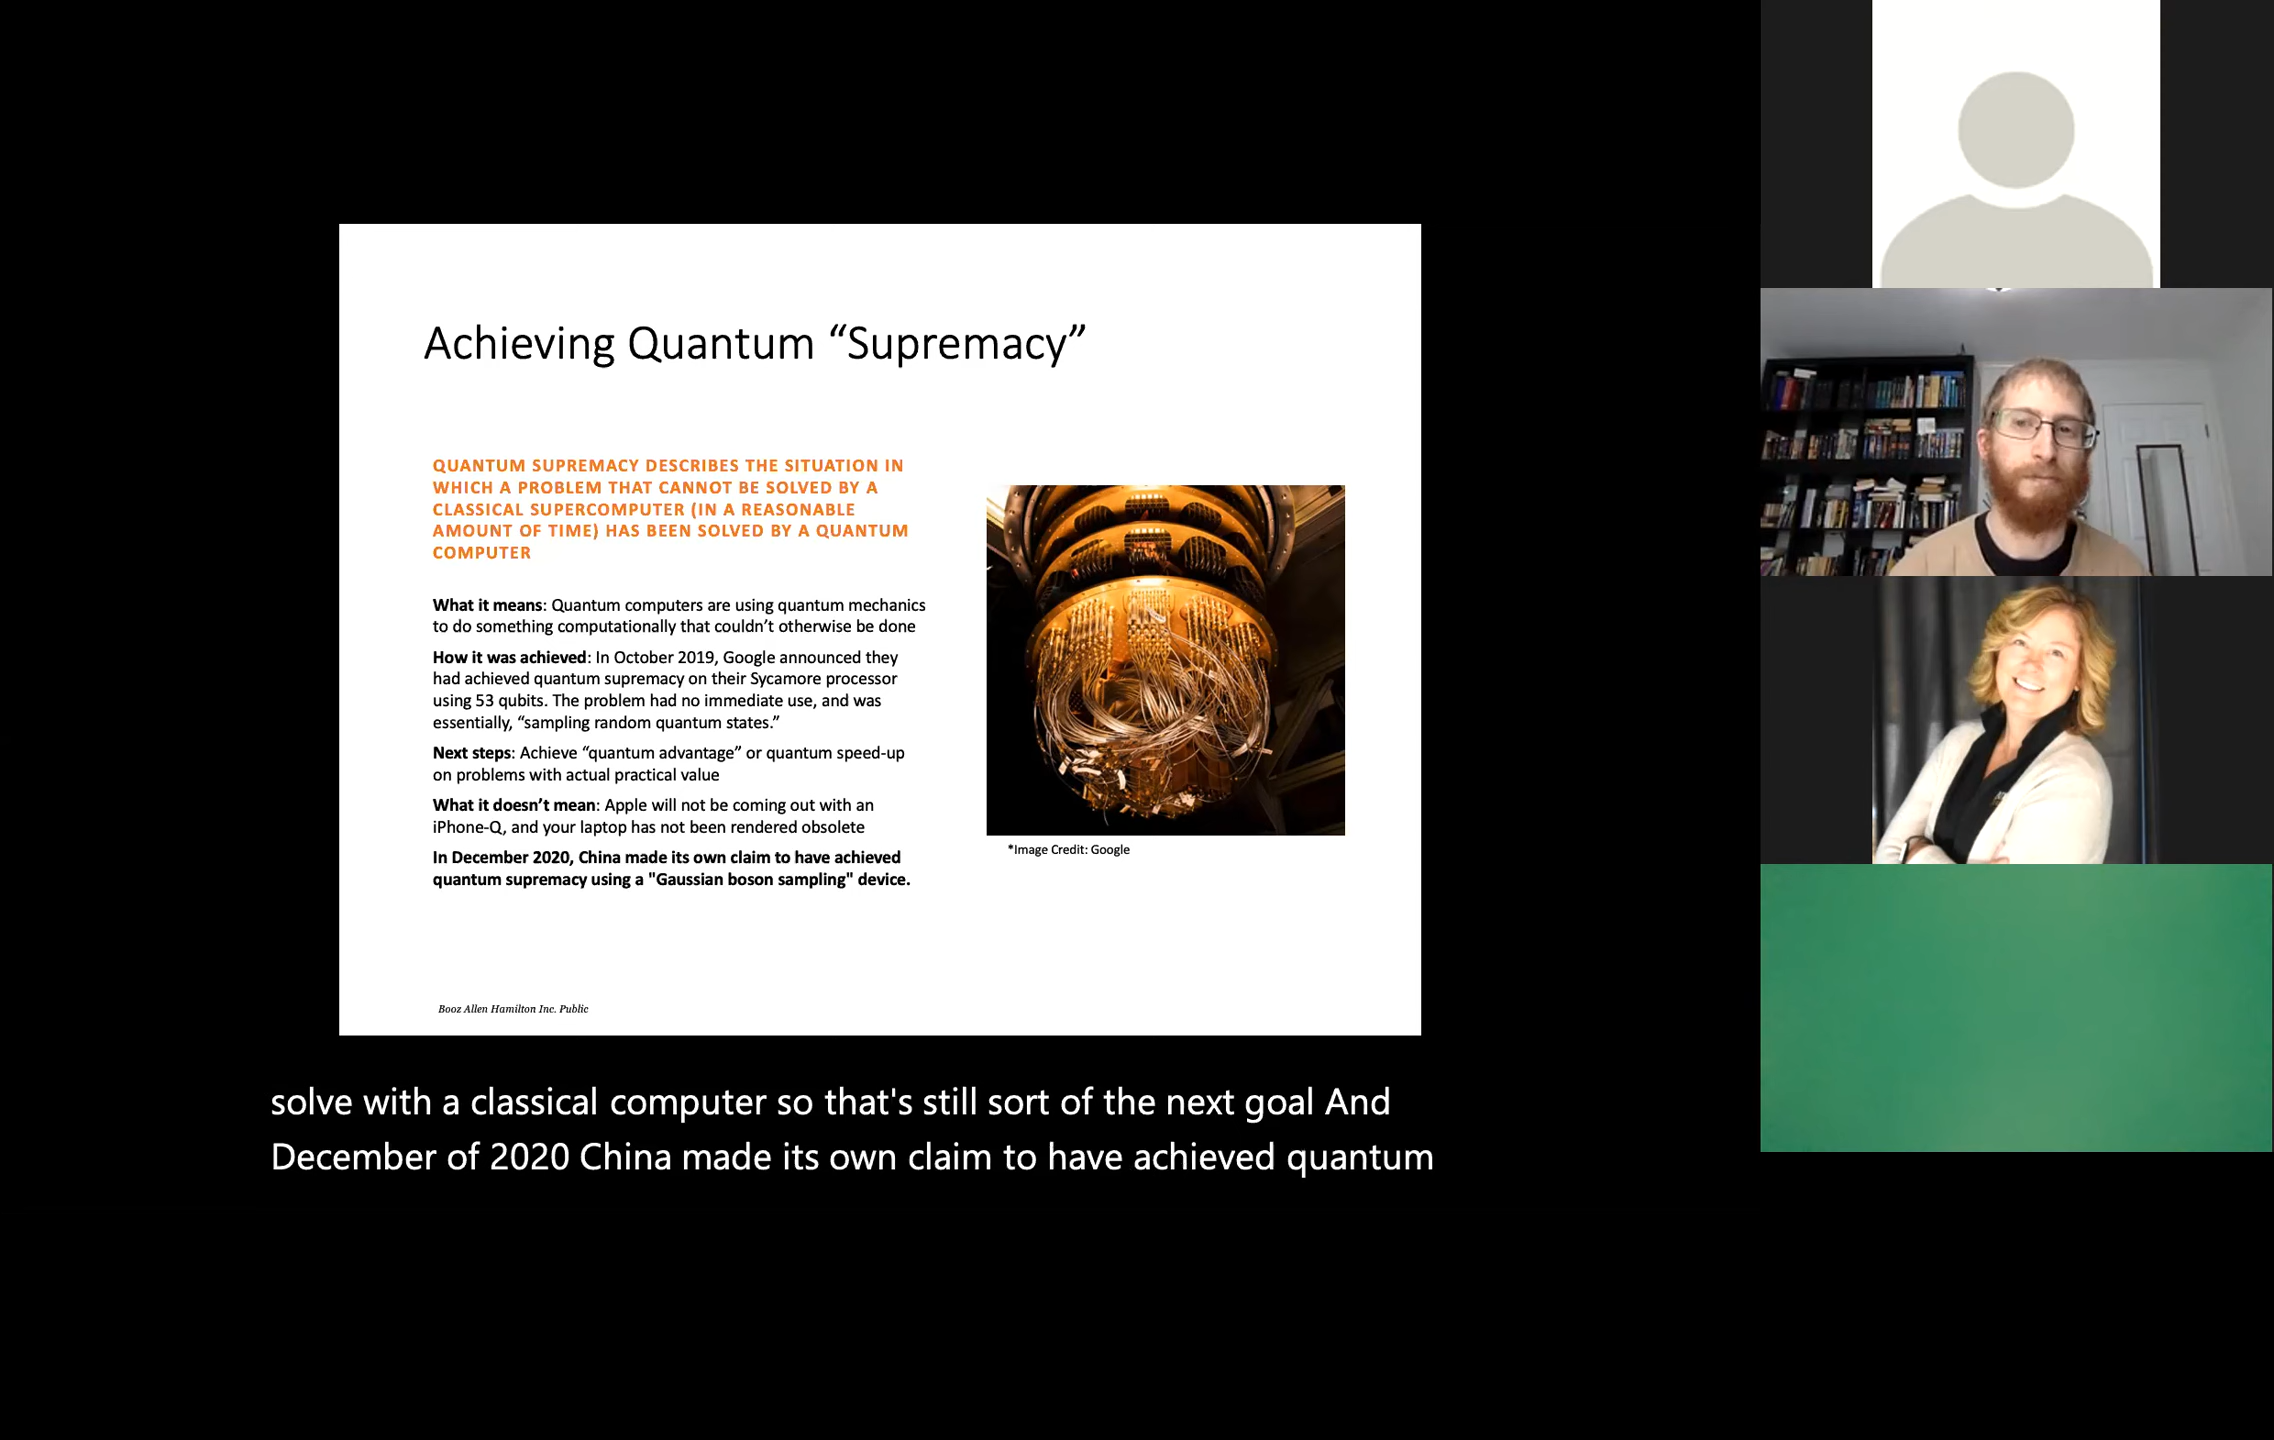 Achieving Quantum “Supremacy”
QUANTUM SUPREMACY DESCRIBES THE SITUATION IN
WHICH A PROBLEM THAT CANNOT BE SOLVED BY A
CLASSICAL SUPERCOMPUTER (IN A REASONABLE
AMOUNT OF TIME) HAS BEEN SOLVED BY A QUANTUM
COMPUTER
What it means: Quantum computers are using quantum mechanics
to do something computationally that couldn’t otherwise be done
How it was achieved: In October 2019, Google announced they
had achieved quantum supremacy on their Sycamore processor
using 53 qubits. The problem had no immediate use, and was
essentially, “sampling random quantum states.”
Next steps: Achieve “quantum advantage” or quantum speed-up
on problems with actual practical value
What it doesn’t mean: Apple will not be coming out with an
iPhone-Q, and your laptop has not been rendered obsolete
In December 2020, China made its own claim to have achieved
quantum supremacy using a "Gaussian boson sampling" device.
*Image Credit: Google
Booz Allen Hamilton Inc. Public
solve with a classical computer so that's still sort of the next goal And
December of 2020 China made its own claim to have achieved quantum